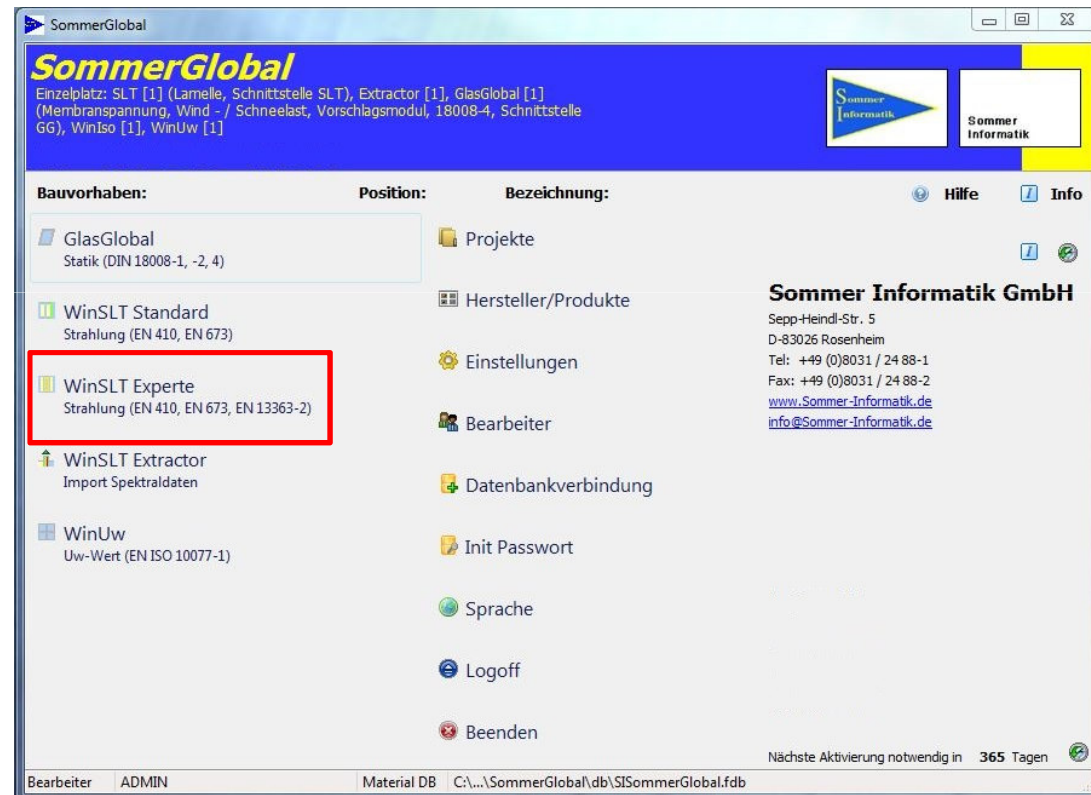 SommerGlobal
SommerGlobal
Einzelplatz: SLT [1] (Lamelle, Schnittstelle SLT), Extractor [1], GlasGlobal [1]
(Membranspannung, Wind - / Schneelast, Vorschlagsmodul, 18008-4, Schnittstelle
GG), WinIso [1], WinUw [1]
Sommer
Informatik
Sommer
Informatik
Bauvorhaben: Position: Bezeichnung: Hilfe Info
GlasGlobal
Statik (DIN 18008-1, -2, 4)
WinSLT Standard
Strahlung (EN 410, EN 673)
WinSLT Experte
Strahlung (EN 410, EN 673, EN 13363-2)
WinSLT Extractor
Import Spektraldaten
WinUw
Uw-Wert (EN ISO 10077-1)
Projekte
Hersteller/Produkte
Einstellungen
Bearbeiter
Datenbankverbindung
Init Passwort
Sprache
Logoff
Beenden
Sommer Informatik GmbH
Sepp-Heindl-Str. 5
D-83026 Rosenheim
Tel: +49 (0)8031 / 24 88-1
Fax: +49 (0)8031 / 24 88-2
www.Sommer-Informatik.de
info@Sommer-Informatik.de
Nächste Aktivierung notwendig in 365 Tagen
Bearbeiter ADMIN Material DB C:\...\SommerGlobal\db\SISommerGlobal.fdb